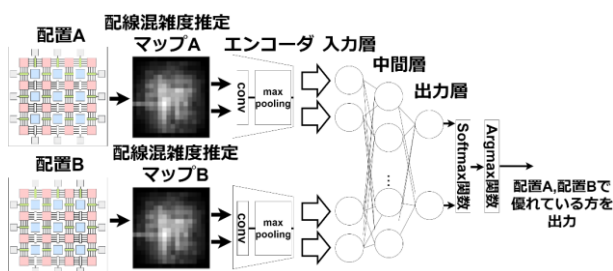 配置A
配線混雑度推定
マップA
エンコーダ
conv
max
pooling
入力層
中間層
出力層
配置B
配線混雑度推定
マップB
conv
max
pooling
...
Softmax関数
Argmax関数
配置A,配置Bで
優れている方を
出力